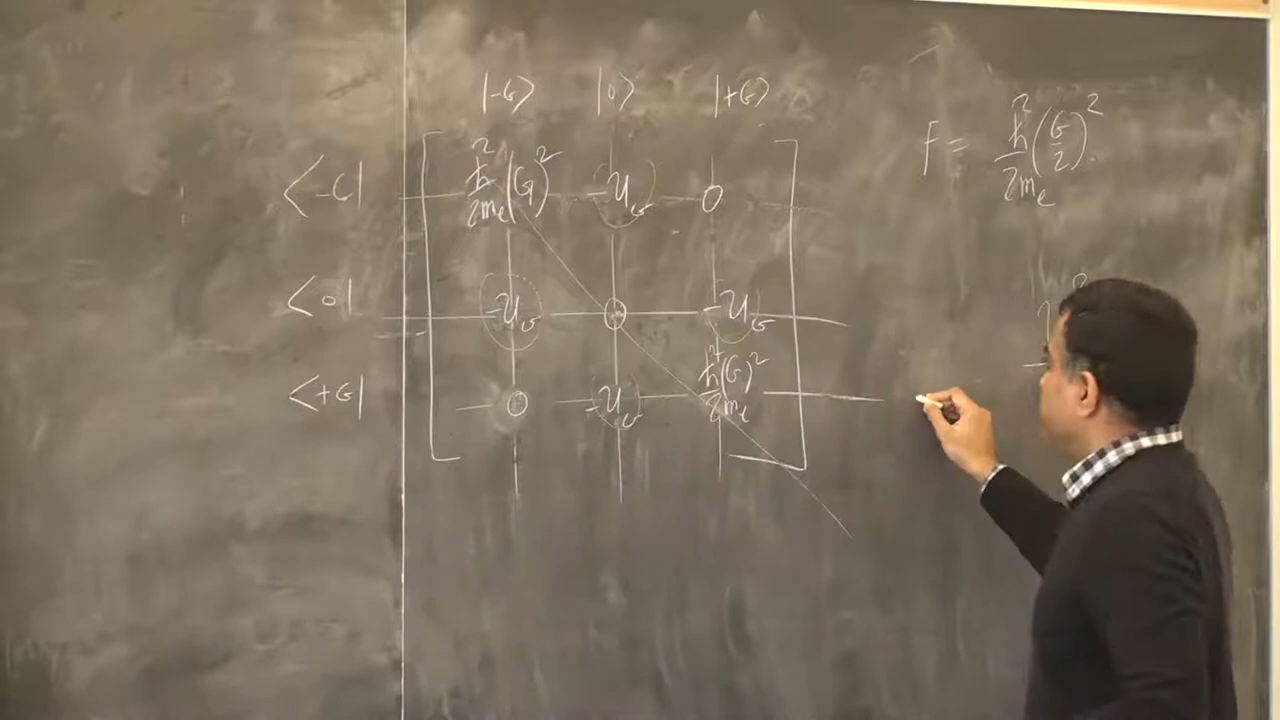 |-G⟩ |0⟩ |+G⟩
⟨-G| ħ²/2mₑ (G)² -U_G 0
⟨0| -U_G 0 -U_G
⟨+G| 0 -U_G ħ²/2mₑ (G)²
F = ħ²/2mₑ (G/2)².